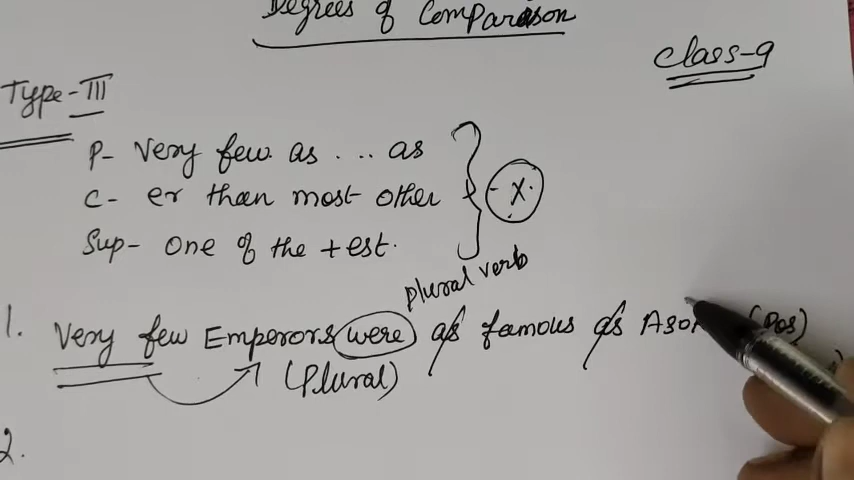 Degrees of Comparison
Class-9
Type-III
P- Very few as ... as
C- er than most other +
X
Sup- One of the + est.
plural verb
1. Very few Emperors were as famous as (Pos)
(Plural)
2.